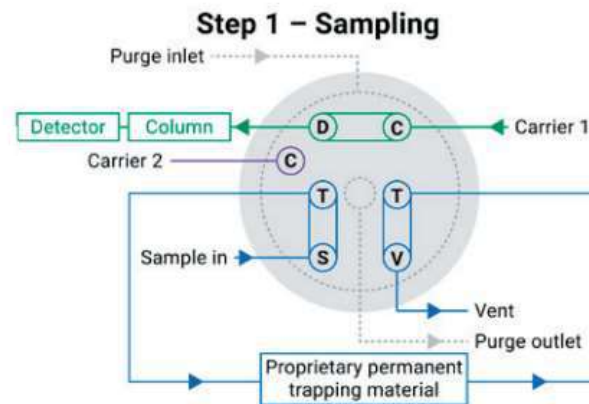 Step 1 – Sampling
Purge inlet
Detector
Column
D
C
Carrier 1
Carrier 2
C
T
T
Sample in
S
V
Vent
Purge outlet
Proprietary permanent
trapping material